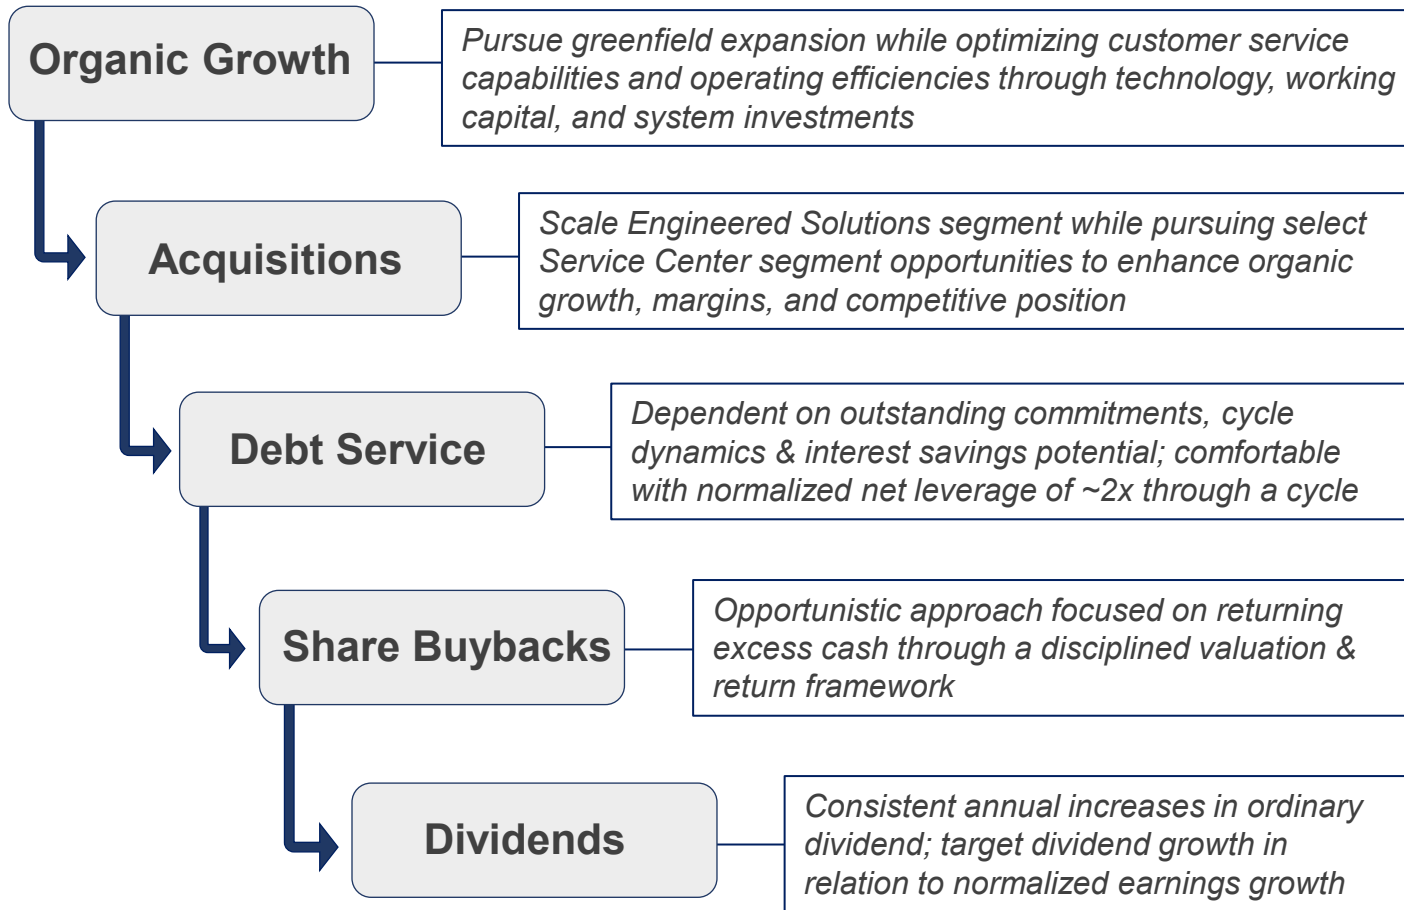 Organic Growth
Pursue greenfield expansion while optimizing customer service
capabilities and operating efficiencies through technology, working
capital, and system investments
Acquisitions
Scale Engineered Solutions segment while pursuing select
Service Center segment opportunities to enhance organic
growth, margins, and competitive position
Debt Service
Dependent on outstanding commitments, cycle
dynamics & interest savings potential; comfortable
with normalized net leverage of ~2x through a cycle
Share Buybacks
Opportunistic approach focused on returning
excess cash through a disciplined valuation &
return framework
Dividends
Consistent annual increases in ordinary
dividend; target dividend growth in
relation to normalized earnings growth